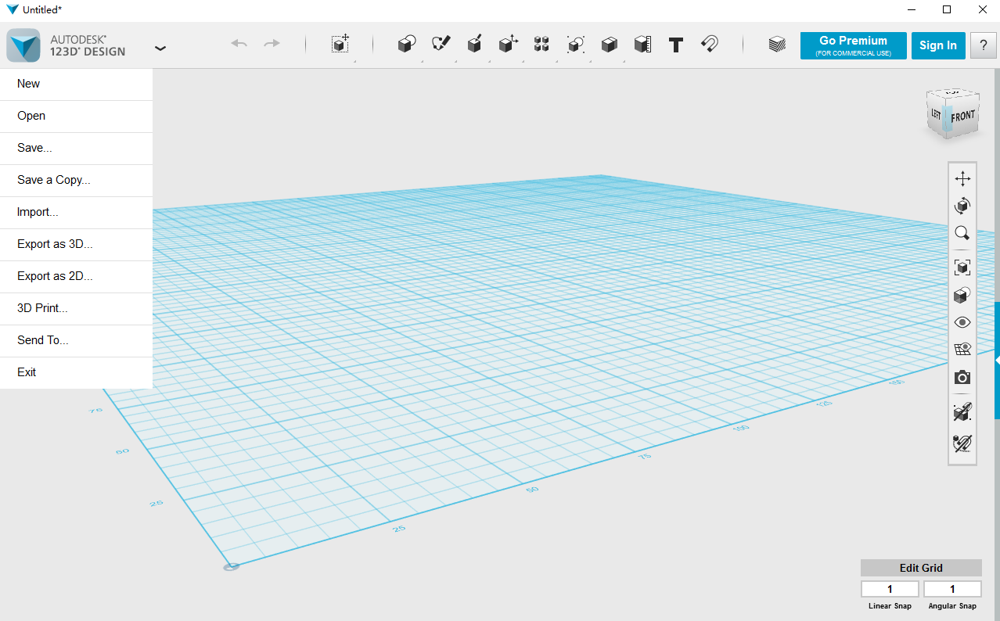 Untitled*
AUTODESK®
123D® DESIGN
Go Premium
(FOR COMMERCIAL USE)
Sign In
?
New
Open
Save...
Save a Copy...
Import...
Export as 3D...
Export as 2D...
3D Print...
Send To...
Exit
LEFT
FRONT
75
50
25
25
50
75
100
125
150
Edit Grid
1
1
Linear Snap
Angular Snap